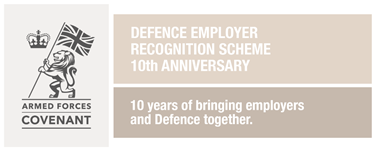 ARMED FORCES
COVENANT
DEFENCE EMPLOYER
RECOGNITION SCHEME
10th ANNIVERSARY
10 years of bringing employers
and Defence together.